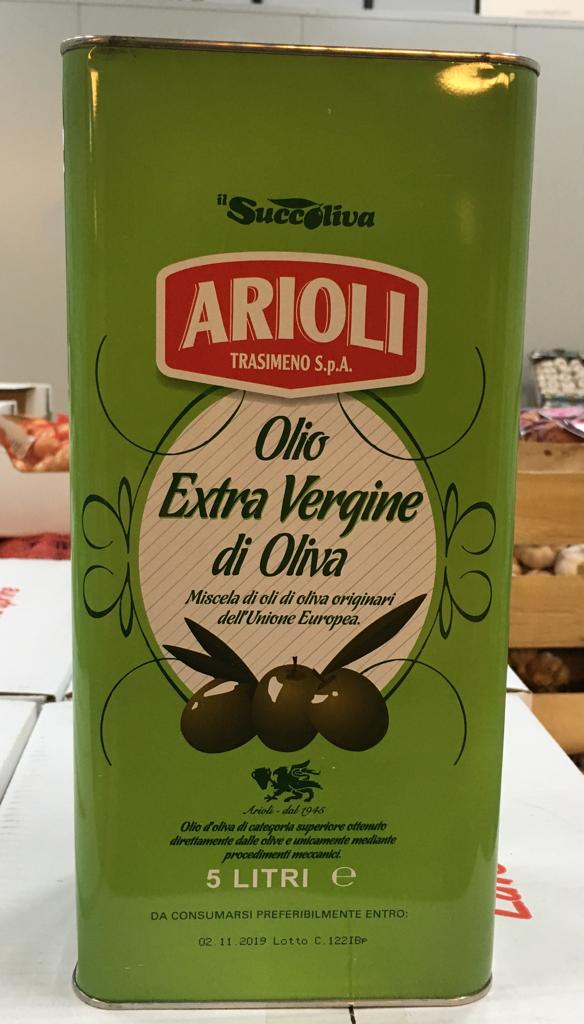 il Succoliva
ARIOLI
TRASIMENO S.p.A.
Olio
Extra Vergine
di Oliva
Miscela di oli di oliva originari
dell'Unione Europea.
Arioli - dal 1945
Olio d'oliva di categoria superiore ottenuto
direttamente dalle olive e unicamente mediante
procedimenti meccanici.
5 LITRI ℮
DA CONSUMARSI PREFERIBILMENTE ENTRO:
02.11.2019 Lotto C.122IBp